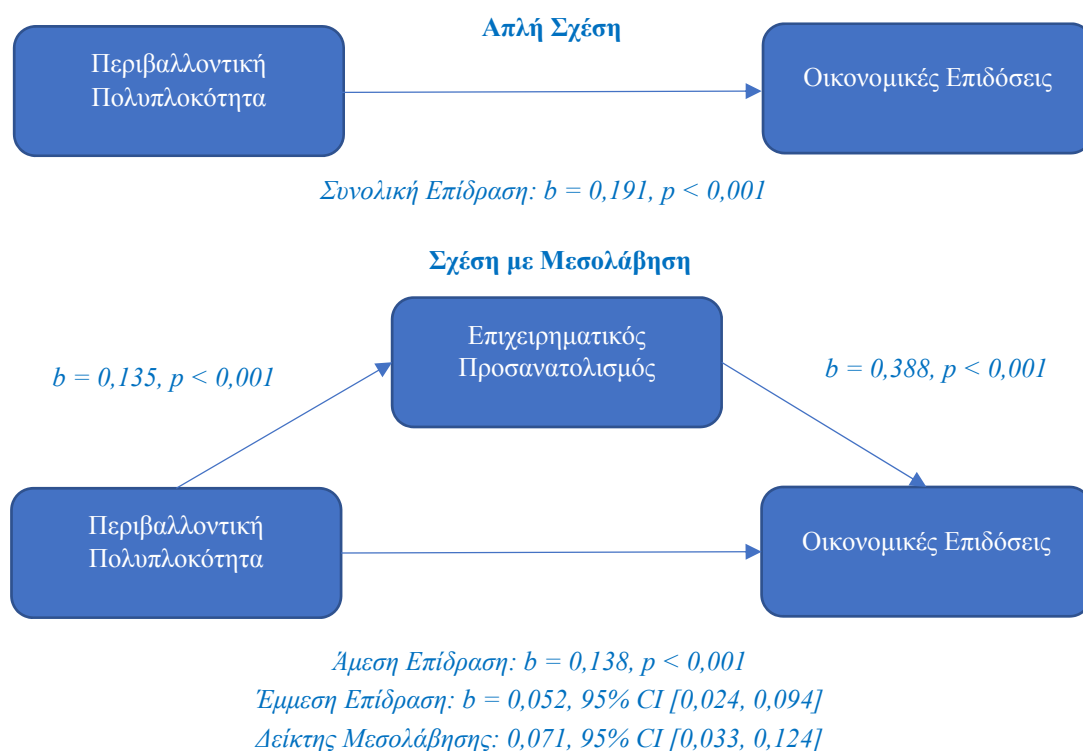 Απλή Σχέση
Περιβαλλοντική
Πολυπλοκότητα
Οικονομικές Επιδόσεις
Συνολική Επίδραση: b = 0,191, p < 0,001
Σχέση με Μεσολάβηση
Επιχειρηματικός
Προσανατολισμός
b = 0,135, p < 0,001
b = 0,388, p < 0,001
Περιβαλλοντική
Πολυπλοκότητα
Οικονομικές Επιδόσεις
Άμεση Επίδραση: b = 0,138, p < 0,001
Έμμεση Επίδραση: b = 0,052, 95% CI [0,024, 0,094]
Δείκτης Μεσολάβησης: 0,071, 95% CI [0,033, 0,124]